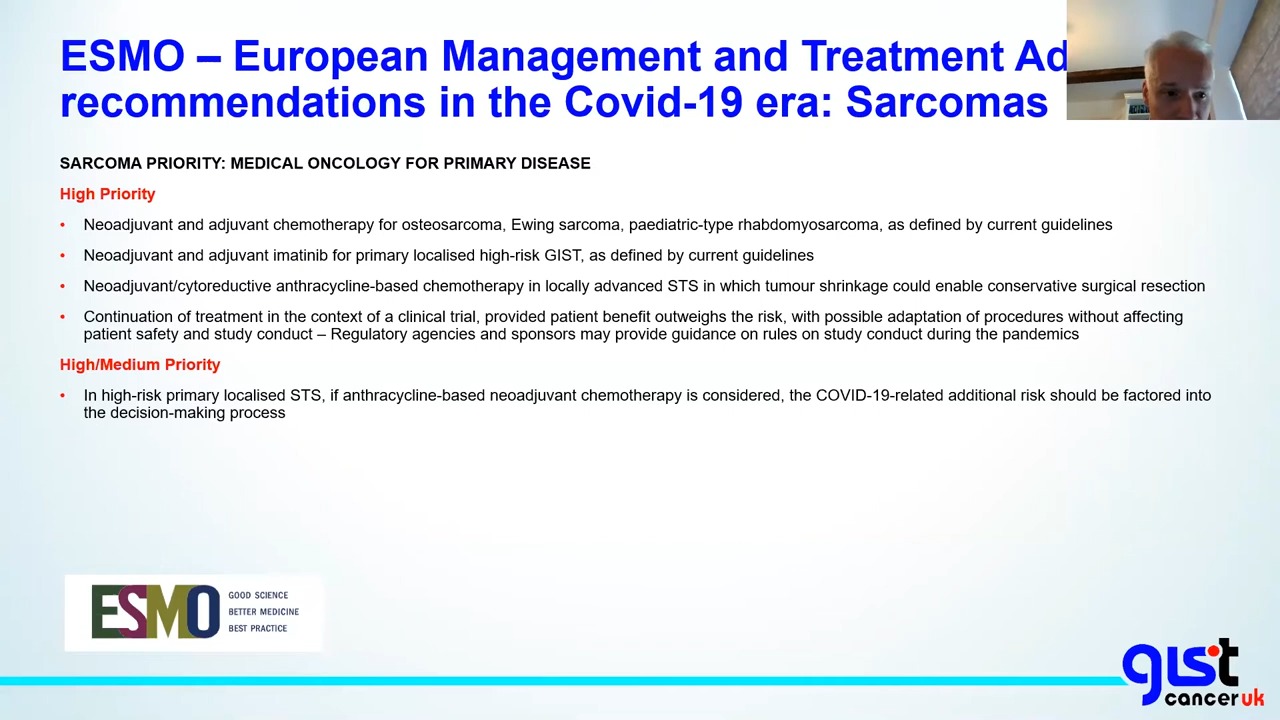 ESMO – European Management and Treatment Ad
recommendations in the Covid-19 era: Sarcomas
SARCOMA PRIORITY: MEDICAL ONCOLOGY FOR PRIMARY DISEASE
High Priority
• Neoadjuvant and adjuvant chemotherapy for osteosarcoma, Ewing sarcoma, paediatric-type rhabdomyosarcoma, as defined by current guidelines
• Neoadjuvant and adjuvant imatinib for primary localised high-risk GIST, as defined by current guidelines
• Neoadjuvant/cytoreductive anthracycline-based chemotherapy in locally advanced STS in which tumour shrinkage could enable conservative surgical resection
• Continuation of treatment in the context of a clinical trial, provided patient benefit outweighs the risk, with possible adaptation of procedures without affecting
patient safety and study conduct – Regulatory agencies and sponsors may provide guidance on rules on study conduct during the pandemics
High/Medium Priority
• In high-risk primary localised STS, if anthracycline-based neoadjuvant chemotherapy is considered, the COVID-19-related additional risk should be factored into
the decision-making process
ESMO
GOOD SCIENCE
BETTER MEDICINE
BEST PRACTICE
gist
cancer uk